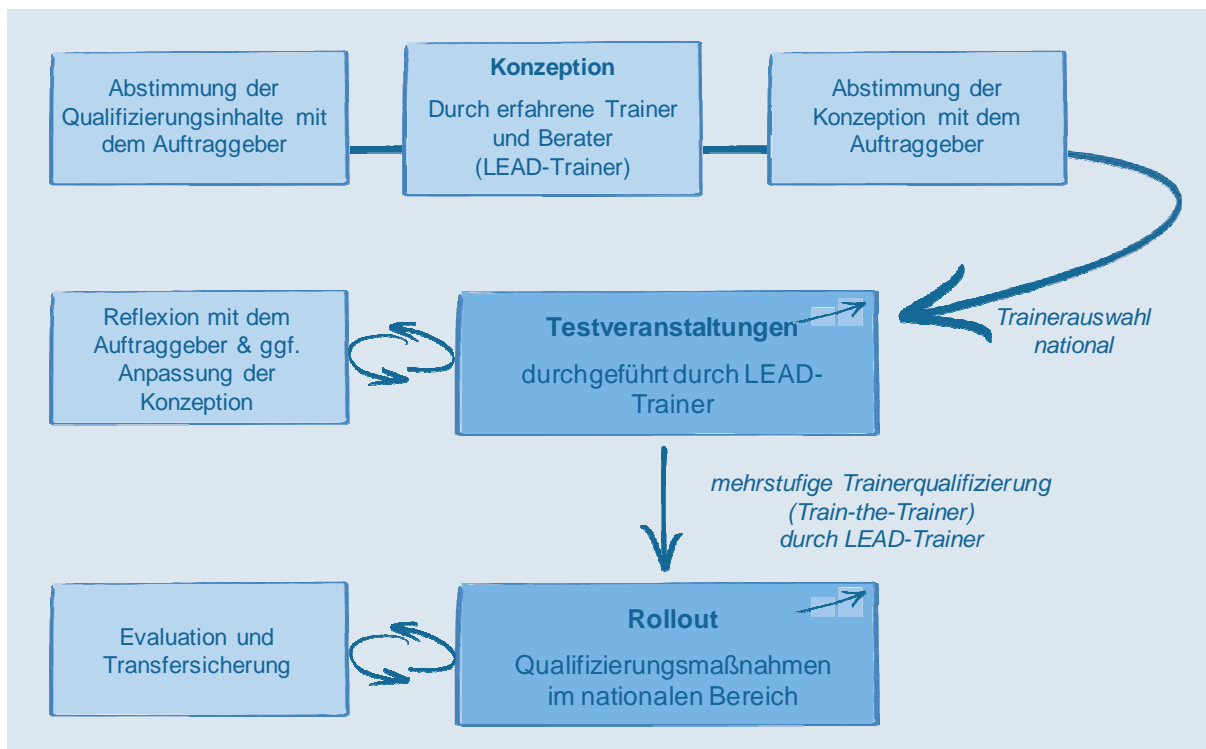 Abstimmung der
Qualifizierungsinhalte mit
dem Auftraggeber
Konzeption
Durch erfahrene Trainer
und Berater
(LEAD-Trainer)
Abstimmung der
Konzeption mit dem
Auftraggeber
Trainerauswahl
national
Reflexion mit dem
Auftraggeber & ggf.
Anpassung der
Konzeption
Testveranstaltungen
durchgeführt durch LEAD-
Trainer
mehrstufige Trainerqualifizierung
(Train-the-Trainer)
durch LEAD-Trainer
Evaluation und
Transfersicherung
Rollout
Qualifizierungsmaßnahmen
im nationalen Bereich